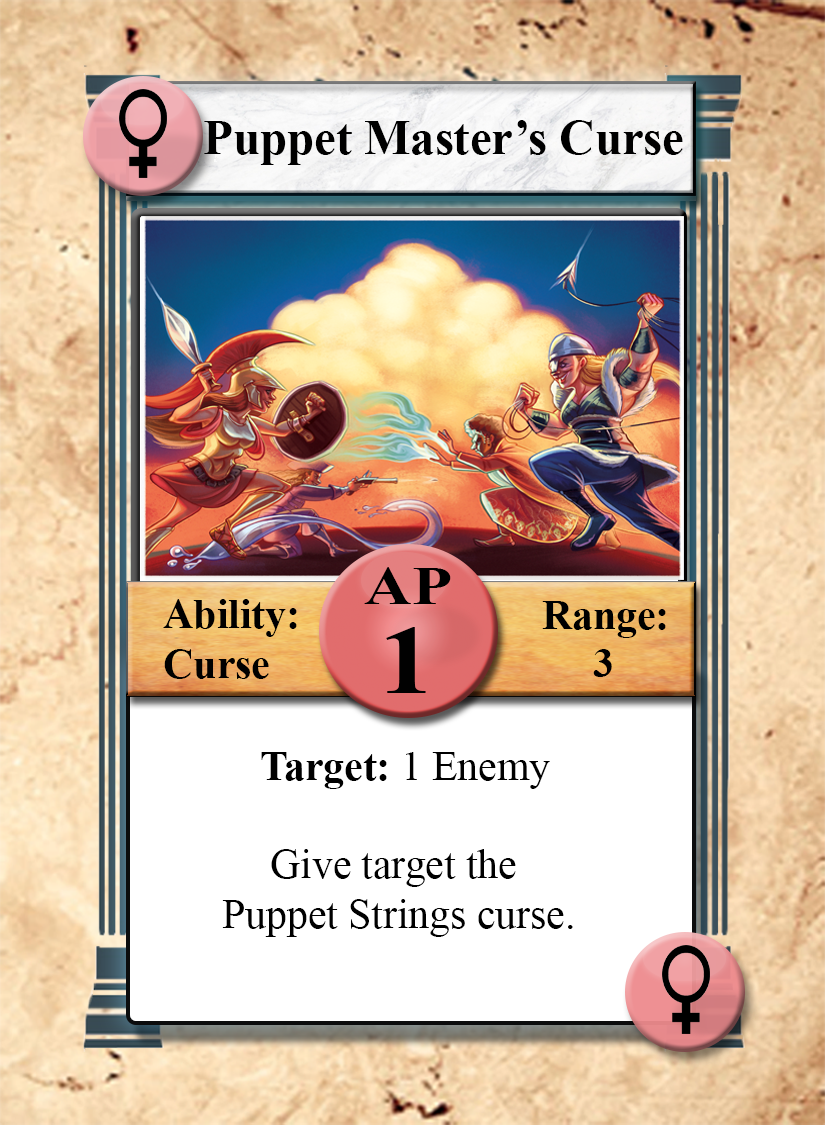 Puppet Master’s Curse
Ability:
Curse
AP
1
Range:
3
Target: 1 Enemy
Give target the
Puppet Strings curse.